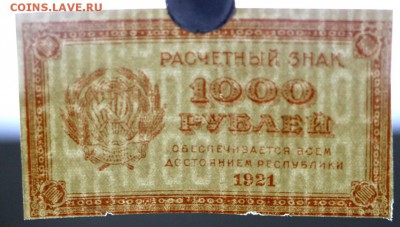 COINS.LAVE.RU
РАСЧЕТНЫЙ ЗНАК
1000
РУБЛЕЙ
ОБЕСПЕЧИВАЕТСЯ ВСЕМ
ДОСТОЯНИЕМ РЕСПУБЛИКИ
1921